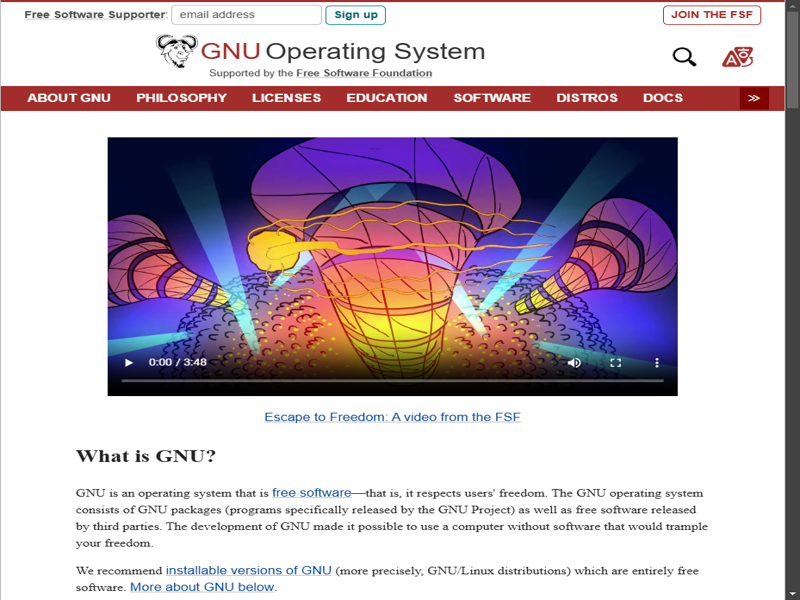 Free Software Supporter: email address Sign up JOIN THE FSF
GNU Operating System
Supported by the Free Software Foundation
ABOUT GNU PHILOSOPHY LICENSES EDUCATION SOFTWARE DISTROS DOCS ≫
0:00 / 3:48
Escape to Freedom: A video from the FSF
What is GNU?
GNU is an operating system that is free software—that is, it respects users' freedom. The GNU operating system
consists of GNU packages (programs specifically released by the GNU Project) as well as free software released
by third parties. The development of GNU made it possible to use a computer without software that would trample
your freedom.
We recommend installable versions of GNU (more precisely, GNU/Linux distributions) which are entirely free
software. More about GNU below.